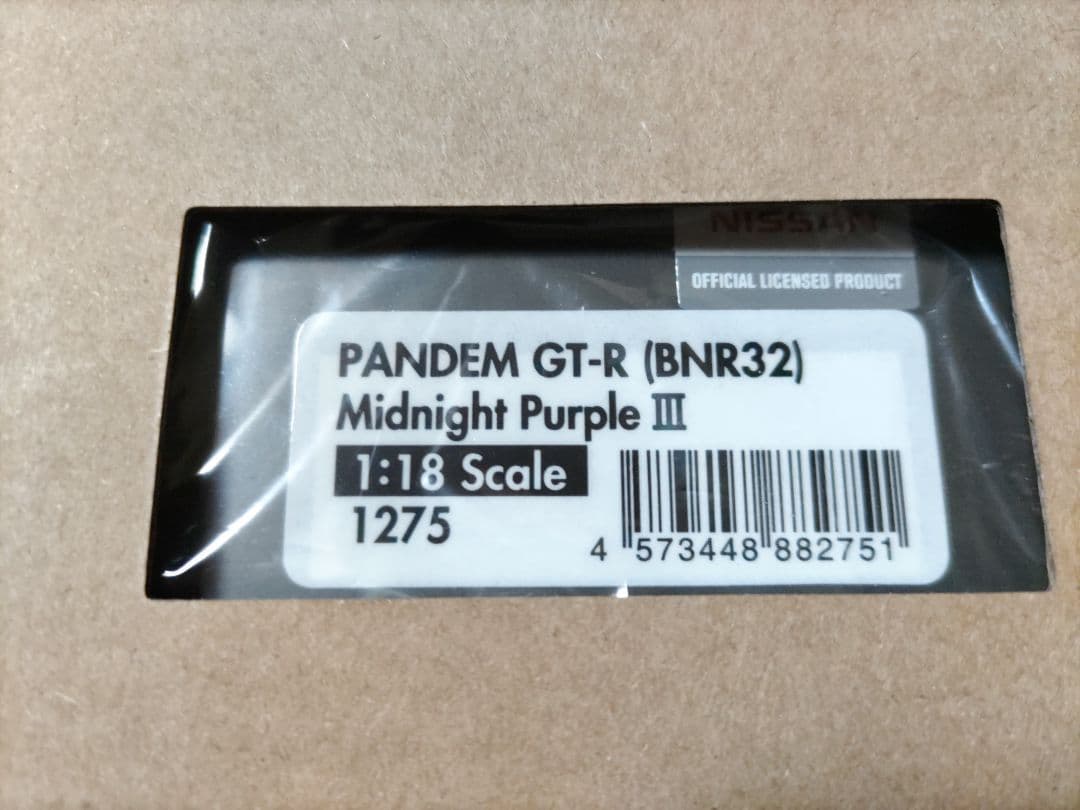 NISSAN
OFFICIAL LICENSED PRODUCT
PANDEM GT-R (BNR32)
Midnight Purple Ⅲ
1:18 Scale
1275
4 573448 882751